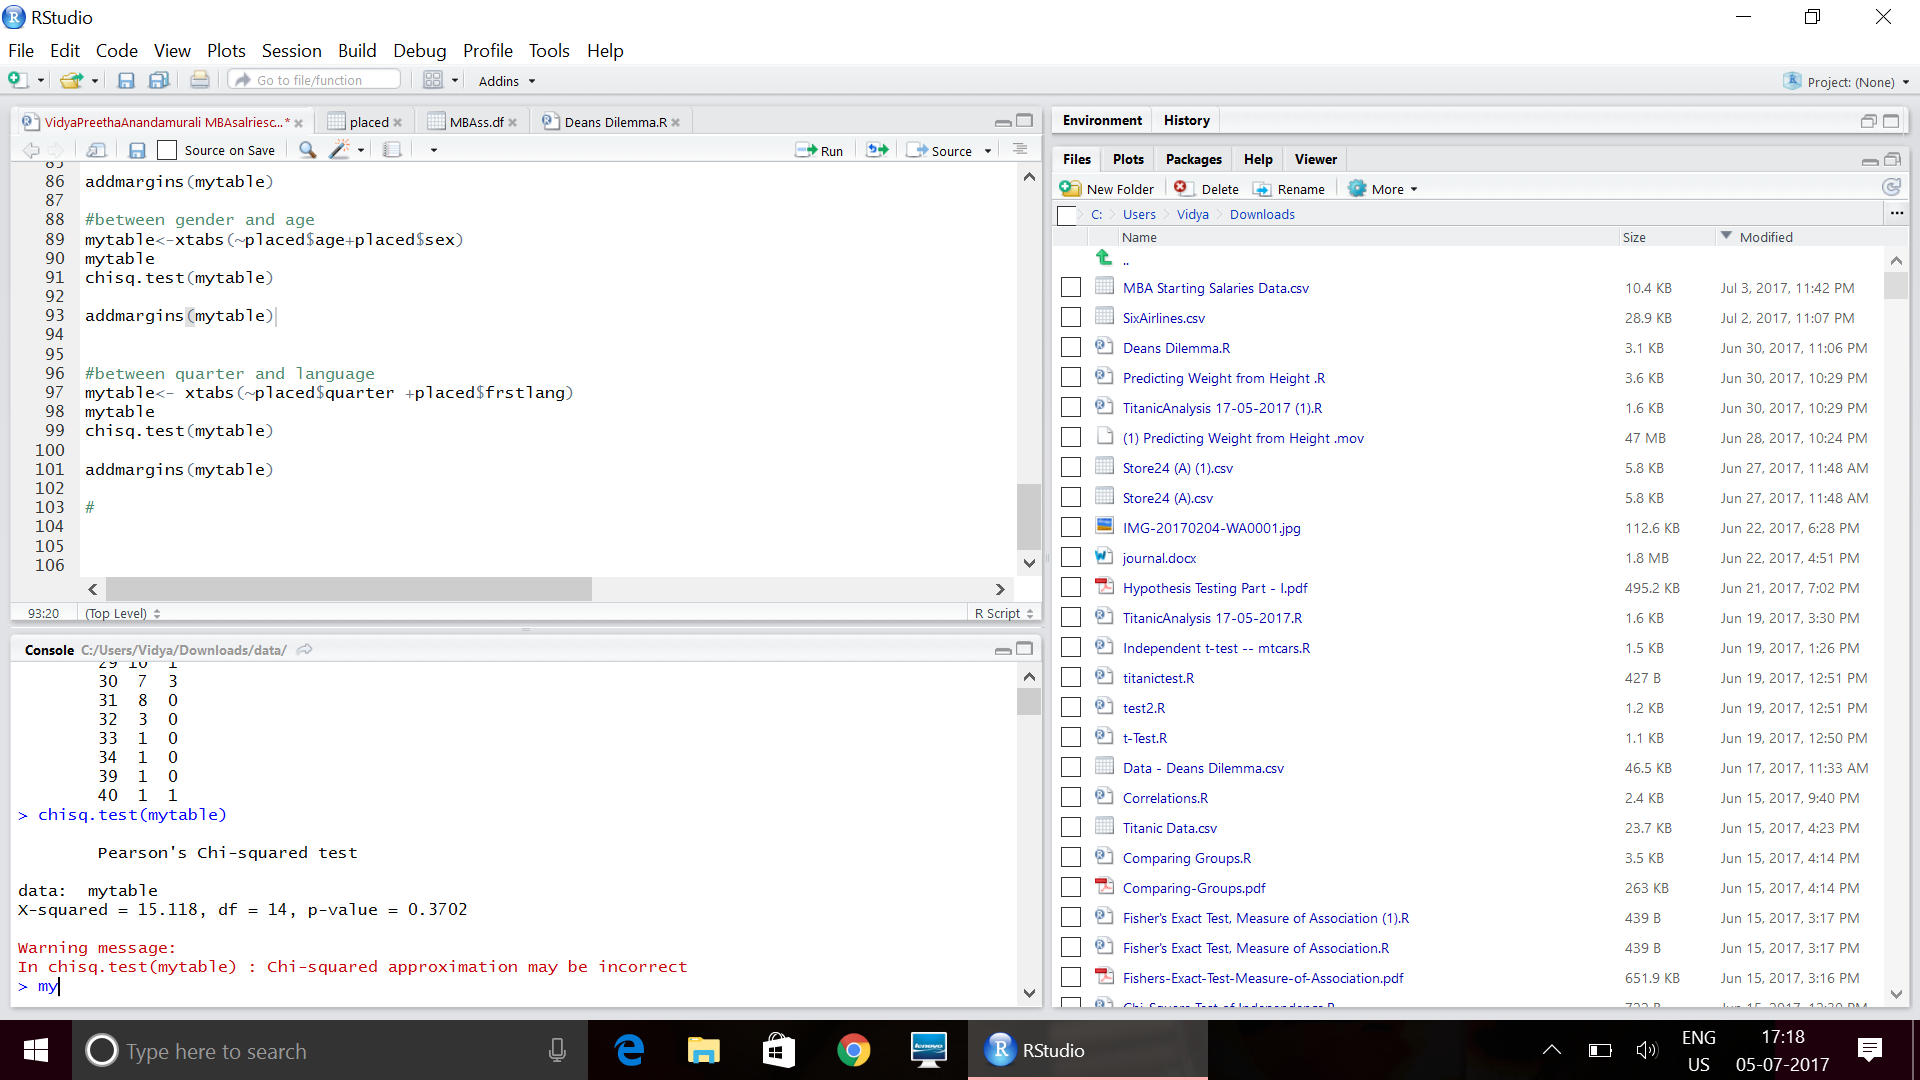 RStudio
File Edit Code View Plots Session Build Debug Profile Tools Help
Go to file/function Addins Project: (None)
VidyaPreethaAnandamurali MBAsalriesc...* placed MBAss.df Deans Dilemma.R
Source on Save Run Source
85
86 addmargins(mytable)
87
88 #between gender and age
89 mytable<-xtabs(~placed$age+placed$sex)
90 mytable
91 chisq.test(mytable)
92
93 addmargins(mytable)
94
95
96 #between quarter and language
97 mytable<- xtabs(~placed$quarter +placed$frstlang)
98 mytable
99 chisq.test(mytable)
100
101 addmargins(mytable)
102
103 #
104
105
106
93:20 (Top Level) R Script
Console C:/Users/Vidya/Downloads/data/
29 10 1
30 7 3
31 8 0
32 3 0
33 1 0
34 1 0
39 1 0
40 1 1
> chisq.test(mytable)
Pearson's Chi-squared test
data: mytable
X-squared = 15.118, df = 14, p-value = 0.3702
Warning message:
In chisq.test(mytable) : Chi-squared approximation may be incorrect
> my
Environment History
Files Plots Packages Help Viewer
New Folder Delete Rename More
C: Users Vidya Downloads ...
Name Size Modified
..
MBA Starting Salaries Data.csv 10.4 KB Jul 3, 2017, 11:42 PM
SixAirlines.csv 28.9 KB Jul 2, 2017, 11:07 PM
Deans Dilemma.R 3.1 KB Jun 30, 2017, 11:06 PM
Predicting Weight from Height .R 3.6 KB Jun 30, 2017, 10:29 PM
TitanicAnalysis 17-05-2017 (1).R 1.6 KB Jun 30, 2017, 10:29 PM
(1) Predicting Weight from Height .mov 47 MB Jun 28, 2017, 10:24 PM
Store24 (A) (1).csv 5.8 KB Jun 27, 2017, 11:48 AM
Store24 (A).csv 5.8 KB Jun 27, 2017, 11:48 AM
IMG-20170204-WA0001.jpg 112.6 KB Jun 22, 2017, 6:28 PM
journal.docx 1.8 MB Jun 22, 2017, 4:51 PM
Hypothesis Testing Part - I.pdf 495.2 KB Jun 21, 2017, 7:02 PM
TitanicAnalysis 17-05-2017.R 1.6 KB Jun 19, 2017, 3:30 PM
Independent t-test -- mtcars.R 1.5 KB Jun 19, 2017, 1:26 PM
titanictest.R 427 B Jun 19, 2017, 12:51 PM
test2.R 1.2 KB Jun 19, 2017, 12:51 PM
t-Test.R 1.1 KB Jun 19, 2017, 12:50 PM
Data - Deans Dilemma.csv 46.5 KB Jun 17, 2017, 11:33 AM
Correlations.R 2.4 KB Jun 15, 2017, 9:40 PM
Titanic Data.csv 23.7 KB Jun 15, 2017, 4:23 PM
Comparing Groups.R 3.5 KB Jun 15, 2017, 4:14 PM
Comparing-Groups.pdf 263 KB Jun 15, 2017, 4:14 PM
Fisher's Exact Test, Measure of Association (1).R 439 B Jun 15, 2017, 3:17 PM
Fisher's Exact Test, Measure of Association.R 439 B Jun 15, 2017, 3:17 PM
Fishers-Exact-Test-Measure-of-Association.pdf 651.9 KB Jun 15, 2017, 3:16 PM
Chi-Square Test of Independence.R
Type here to search lenovo RStudio ENG 17:18
US 05-07-2017